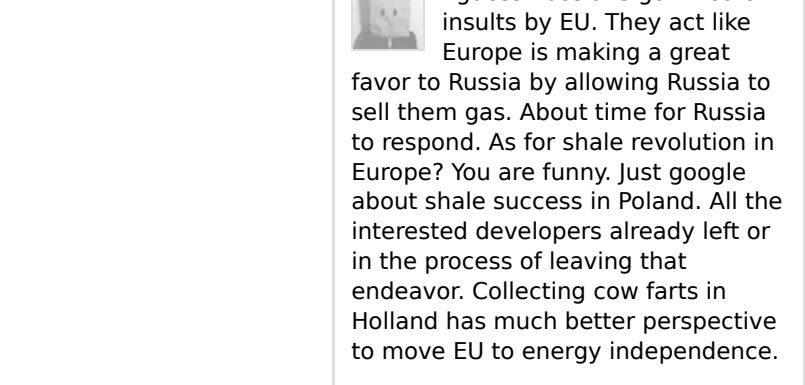 insults by EU. They act like
Europe is making a great
favor to Russia by allowing Russia to
sell them gas. About time for Russia
to respond. As for shale revolution in
Europe? You are funny. Just google
about shale success in Poland. All the
interested developers already left or
in the process of leaving that
endeavor. Collecting cow farts in
Holland has much better perspective
to move EU to energy independence.